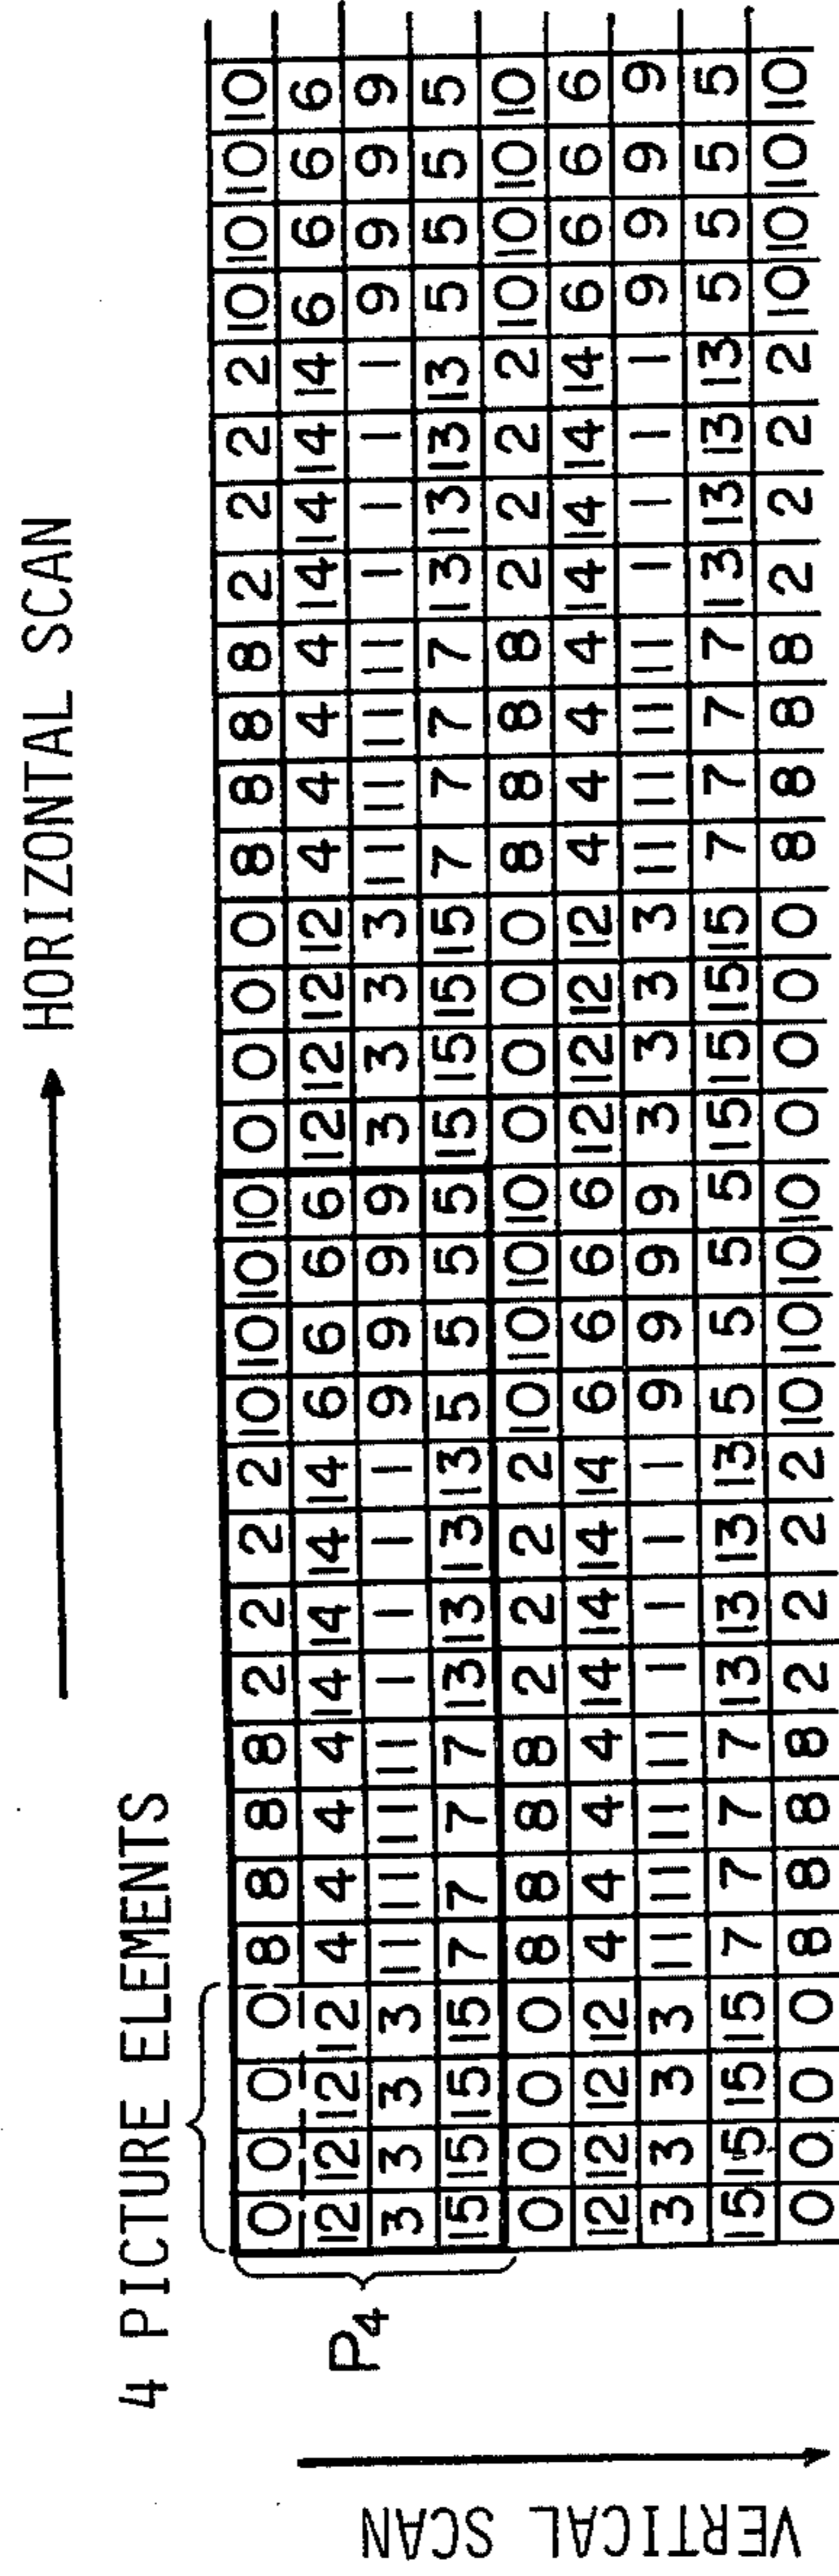 HORIZONTAL SCAN
4 PICTURE ELEMENTS
0 0 0 0 8 8 8 8 2 2 2 2 10 10 10 10 0 0 0 0 8 8 8 8 2 2 2 2 10 10 10 10
12 12 12 12 4 4 4 4 14 14 14 14 6 6 6 6 12 12 12 12 4 4 4 4 14 14 14 14 6 6 6 6
P4
3 3 3 3 11 11 11 11 1 1 1 1 9 9 9 9 3 3 3 3 11 11 11 11 1 1 1 1 9 9 9 9
15 15 15 15 7 7 7 7 13 13 13 13 5 5 5 5 15 15 15 15 7 7 7 7 13 13 13 13 5 5 5 5
0 0 0 0 8 8 8 8 2 2 2 2 10 10 10 10 0 0 0 0 8 8 8 8 2 2 2 2 10 10 10 10
12 12 12 12 4 4 4 4 14 14 14 14 6 6 6 6 12 12 12 12 4 4 4 4 14 14 14 14 6 6 6 6
3 3 3 3 11 11 11 11 1 1 1 1 9 9 9 9 3 3 3 3 11 11 11 11 1 1 1 1 9 9 9 9
15 15 15 15 7 7 7 7 13 13 13 13 5 5 5 5 15 15 15 15 7 7 7 7 13 13 13 13 5 5 5 5
0 0 0 0 8 8 8 8 2 2 2 2 10 10 10 10 0 0 0 0 8 8 8 8 2 2 2 2 10 10 10 10
VERTICAL SCAN